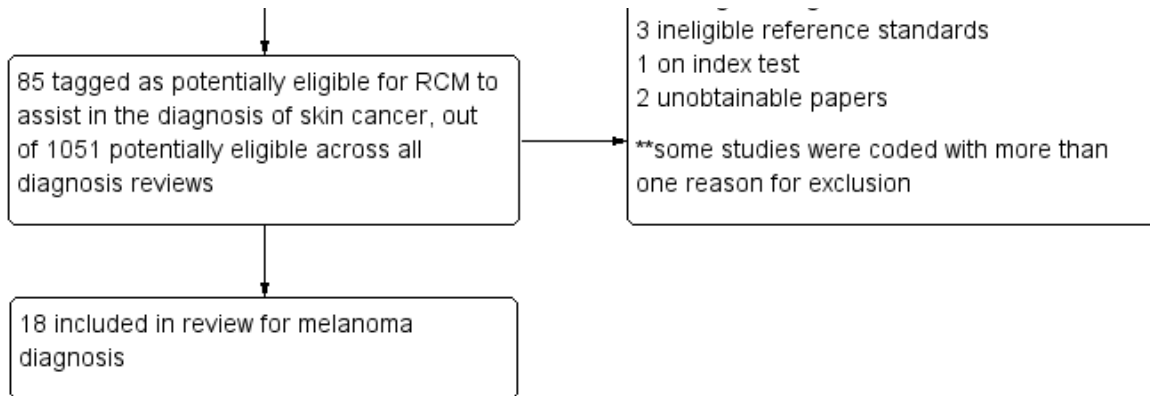 3 ineligible reference standards
1 on index test
2 unobtainable papers
**some studies were coded with more than
one reason for exclusion
85 tagged as potentially eligible for RCM to
assist in the diagnosis of skin cancer, out
of 1051 potentially eligible across all
diagnosis reviews
18 included in review for melanoma
diagnosis